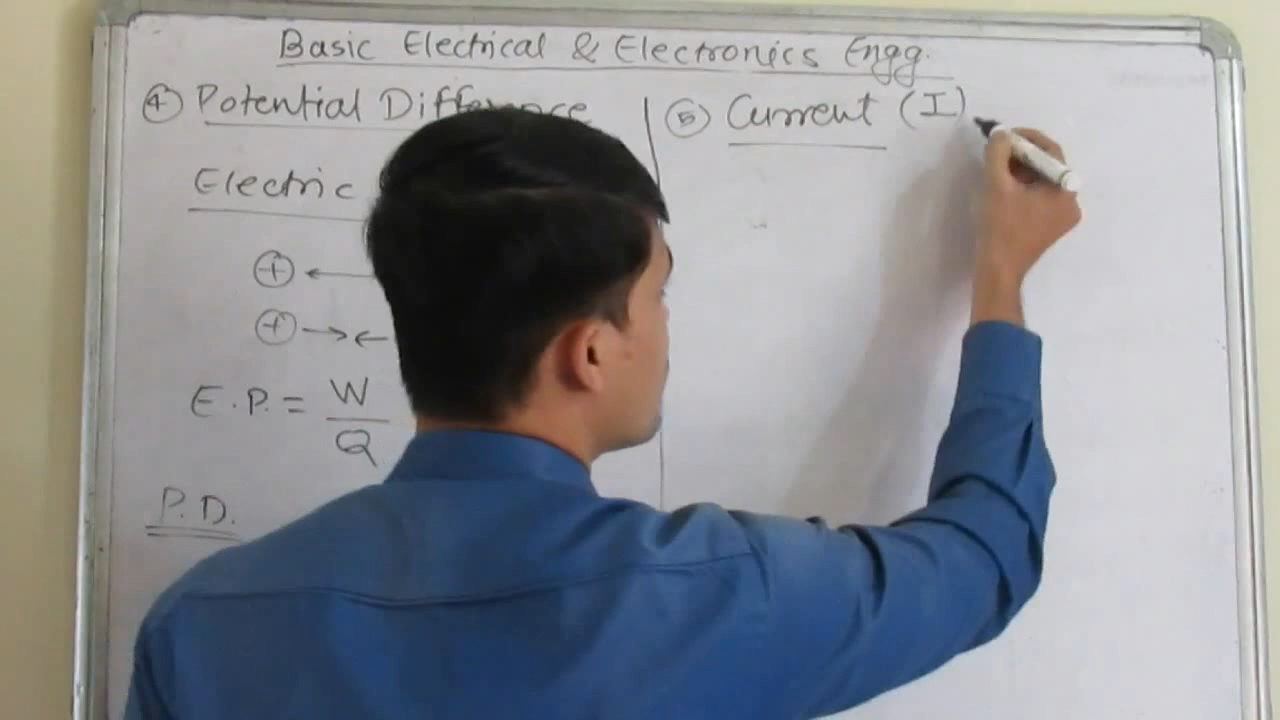 Basic Electrical & Electronics Engg.
④ Potential Difference
Electric
⊕ ←
⊕ → ←
E.P. = W/Q
P.D.
⑤ Current (I)